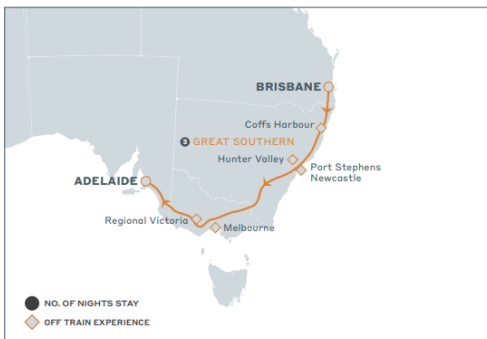 BRISBANE
Coffs Harbour
3 GREAT SOUTHERN
Hunter Valley
Port Stephens
Newcastle
ADELAIDE
Regional Victoria
Melbourne
NO. OF NIGHTS STAY
OFF TRAIN EXPERIENCE